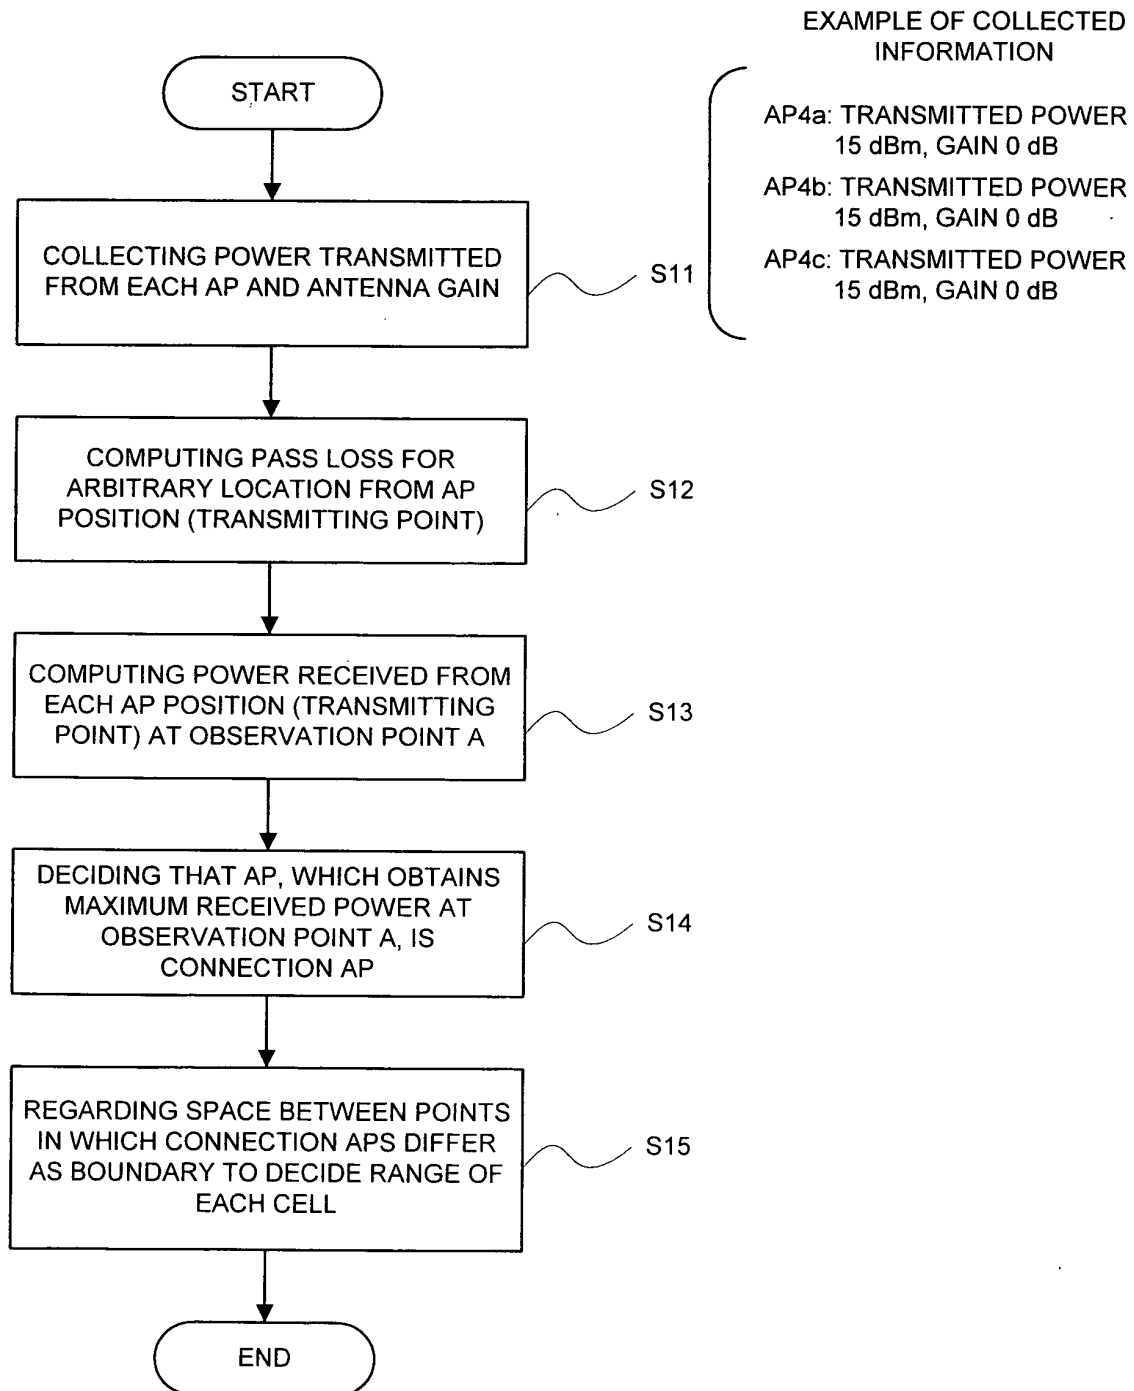 EXAMPLE OF COLLECTED
INFORMATION
START
AP4a: TRANSMITTED POWER
15 dBm, GAIN 0 dB
AP4b: TRANSMITTED POWER
15 dBm, GAIN 0 dB
AP4c: TRANSMITTED POWER
15 dBm, GAIN 0 dB
COLLECTING POWER TRANSMITTED
FROM EACH AP AND ANTENNA GAIN
S11
COMPUTING PASS LOSS FOR
ARBITRARY LOCATION FROM AP
POSITION (TRANSMITTING POINT)
S12
COMPUTING POWER RECEIVED FROM
EACH AP POSITION (TRANSMITTING
POINT) AT OBSERVATION POINT A
S13
DECIDING THAT AP, WHICH OBTAINS
MAXIMUM RECEIVED POWER AT
OBSERVATION POINT A, IS
CONNECTION AP
S14
REGARDING SPACE BETWEEN POINTS
IN WHICH CONNECTION APS DIFFER
AS BOUNDARY TO DECIDE RANGE OF
EACH CELL
S15
END